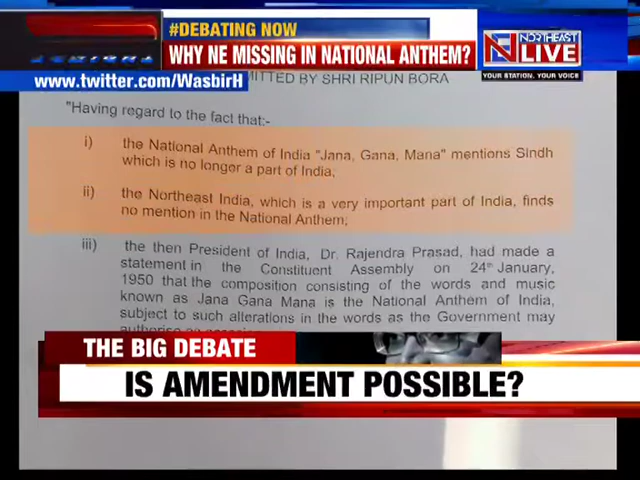 #DEBATING NOW
WHY NE MISSING IN NATIONAL ANTHEM?
NORTHEAST
LIVE
YOUR STATION, YOUR VOICE
www.twitter.com/WasbirH
MITTED BY SHRI RIPUN BORA
"Having regard to the fact that:-
i) the National Anthem of India "Jana, Gana, Mana" mentions Sindh
which is no longer a part of India;
ii) the Northeast India, which is a very important part of India, finds
no mention in the National Anthem;
iii) the then President of India, Dr. Rajendra Prasad, had made a
statement in the Constituent Assembly on 24th January,
1950 that the composition consisting of the words and music
known as Jana Gana Mana is the National Anthem of India,
subject to such alterations in the words as the Government may
THE BIG DEBATE
IS AMENDMENT POSSIBLE?